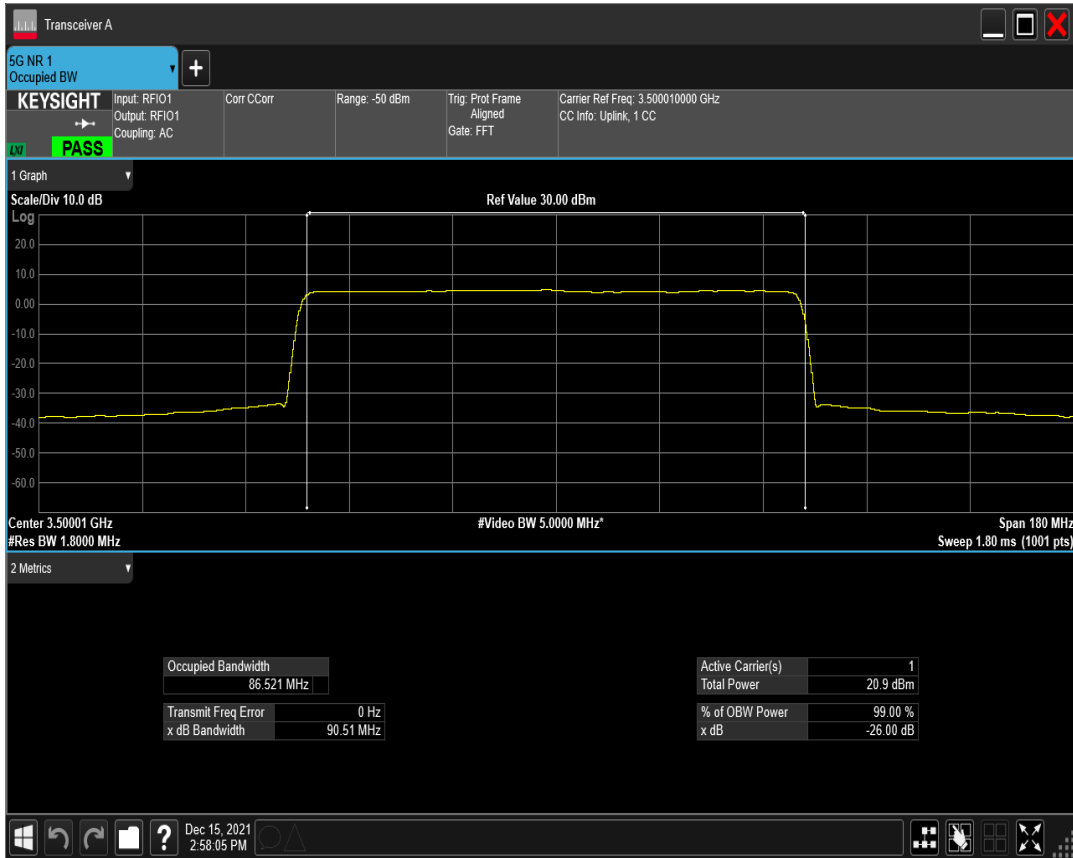 Transceiver A
5G NR 1
Occupied BW
KEYSIGHT
LXI
PASS
Input: RFIO1
Output: RFIO1
Coupling: AC
Corr CCorr
Range: -50 dBm
Trig: Prot Frame
Aligned
Gate: FFT
Carrier Ref Freq: 3.500010000 GHz
CC Info: Uplink, 1 CC
1 Graph
Scale/Div 10.0 dB
Ref Value 30.00 dBm
Log
20.0
10.0
0.00
-10.0
-20.0
-30.0
-40.0
-50.0
-60.0
Center 3.50001 GHz
#Video BW 5.0000 MHz*
Span 180 MHz
#Res BW 1.8000 MHz
Sweep 1.80 ms (1001 pts)
2 Metrics
Occupied Bandwidth
86.521 MHz
Transmit Freq Error 0 Hz
x dB Bandwidth 90.51 MHz
Active Carrier(s) 1
Total Power 20.9 dBm
% of OBW Power 99.00 %
x dB -26.00 dB
?
Dec 15, 2021
2:58:05 PM